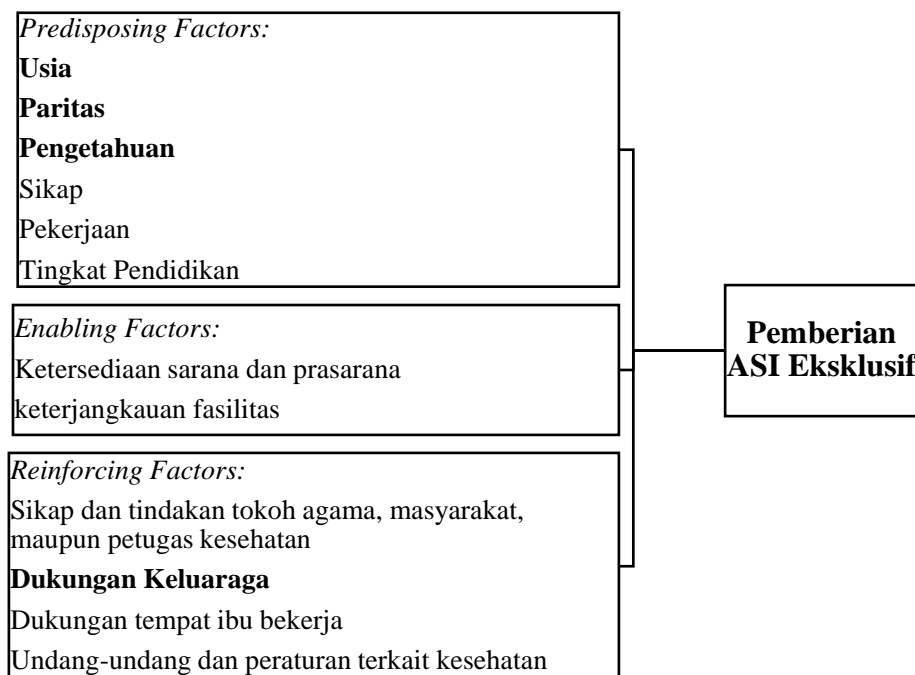 Predisposing Factors:
Usia
Paritas
Pengetahuan
Sikap
Pekerjaan
Tingkat Pendidikan
Enabling Factors:
Ketersediaan sarana dan prasarana
keterjangkauan fasilitas
Reinforcing Factors:
Sikap dan tindakan tokoh agama, masyarakat,
maupun petugas kesehatan
Dukungan Keluaraga
Dukungan tempat ibu bekerja
Undang-undang dan peraturan terkait kesehatan
Pemberian
ASI Eksklusif